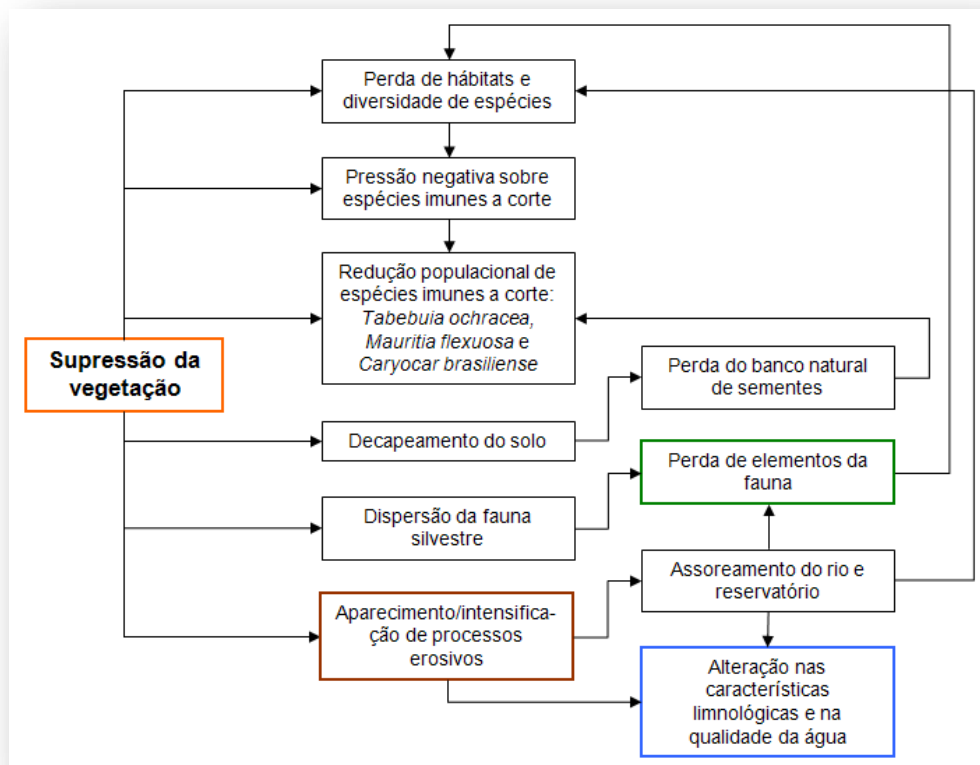 Perda de hábitats e
diversidade de espécies
Pressão negativa sobre
espécies imunes a corte
Redução populacional de
espécies imunes a corte:
Tabebuia ochracea,
Mauritia flexuosa e
Caryocar brasiliense
Supressão da
vegetação
Perda do banco natural
de sementes
Decapeamento do solo
Perda de elementos da
fauna
Dispersão da fauna
silvestre
Assoreamento do rio e
reservatório
Aparecimento/intensifica-
ção de processos
erosivos
Alteração nas
características
limnológicas e na
qualidade da água